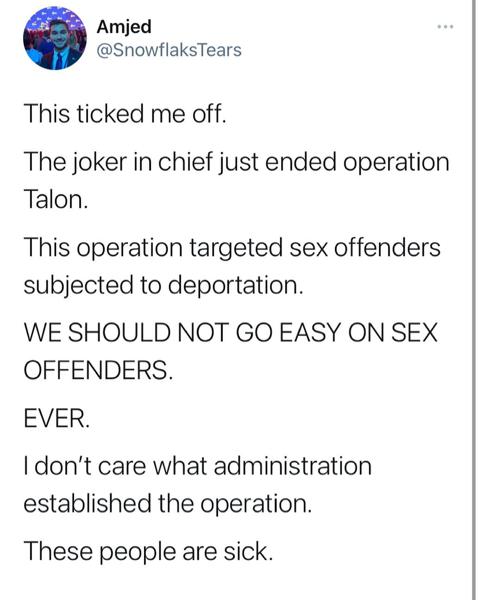 Amjed
@SnowflaksTears
This ticked me off.
The joker in chief just ended operation
Talon.
This operation targeted sex offenders
subjected to deportation.
WE SHOULD NOT GO EASY ON SEX
OFFENDERS.
EVER.
I don’t care what administration
established the operation.
These people are sick.